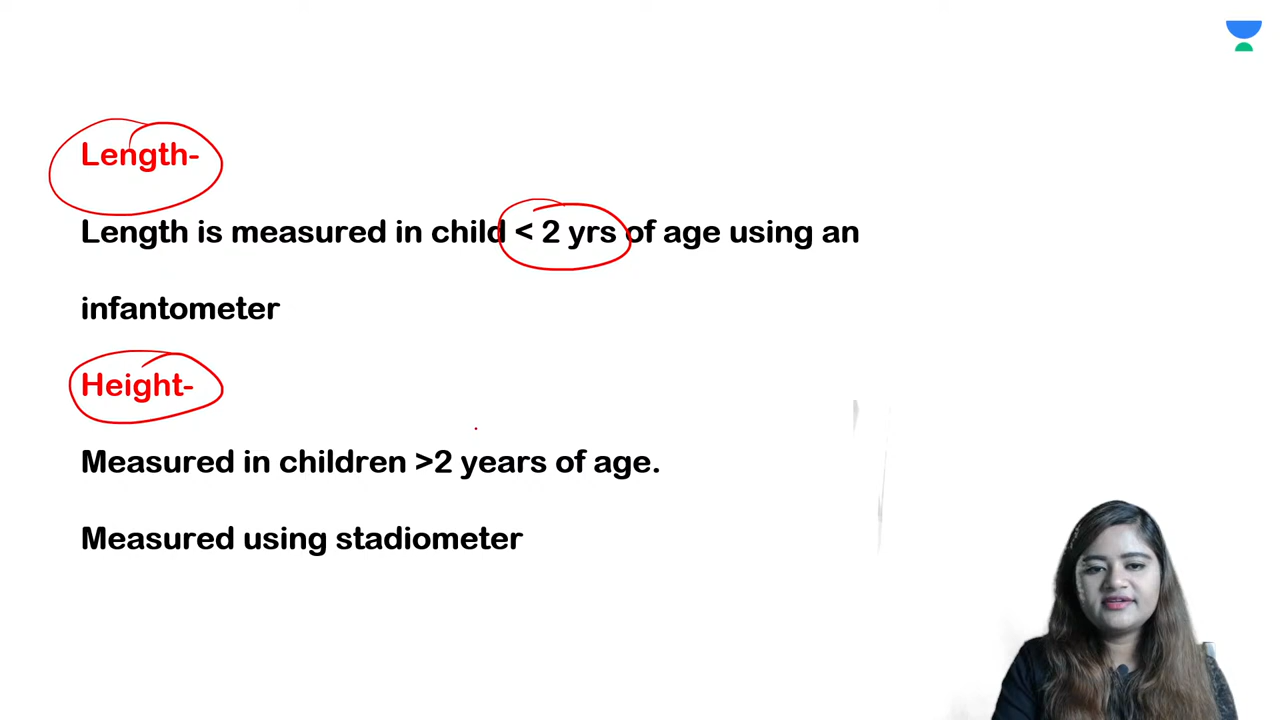 Length-
Length is measured in child < 2 yrs of age using an
infantometer
Height-
Measured in children >2 years of age.
Measured using stadiometer